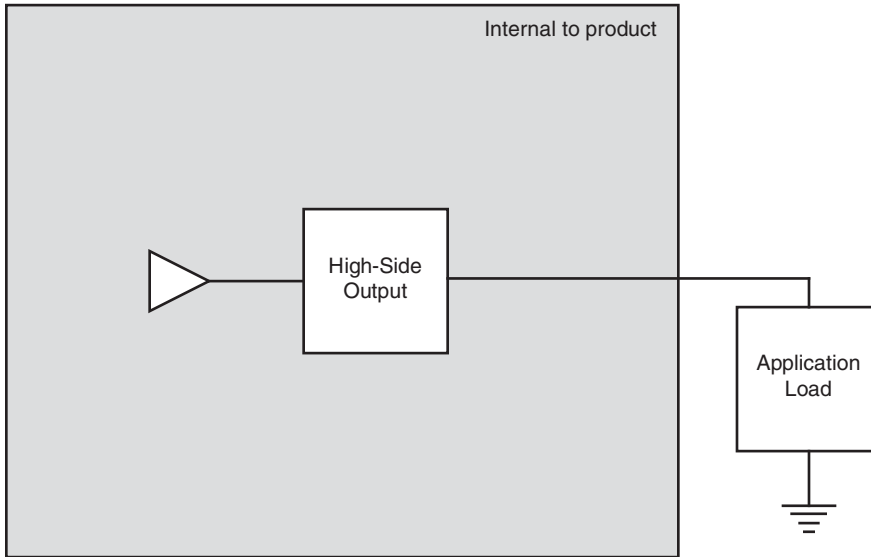 Internal to product
High-Side
Output
Application
Load